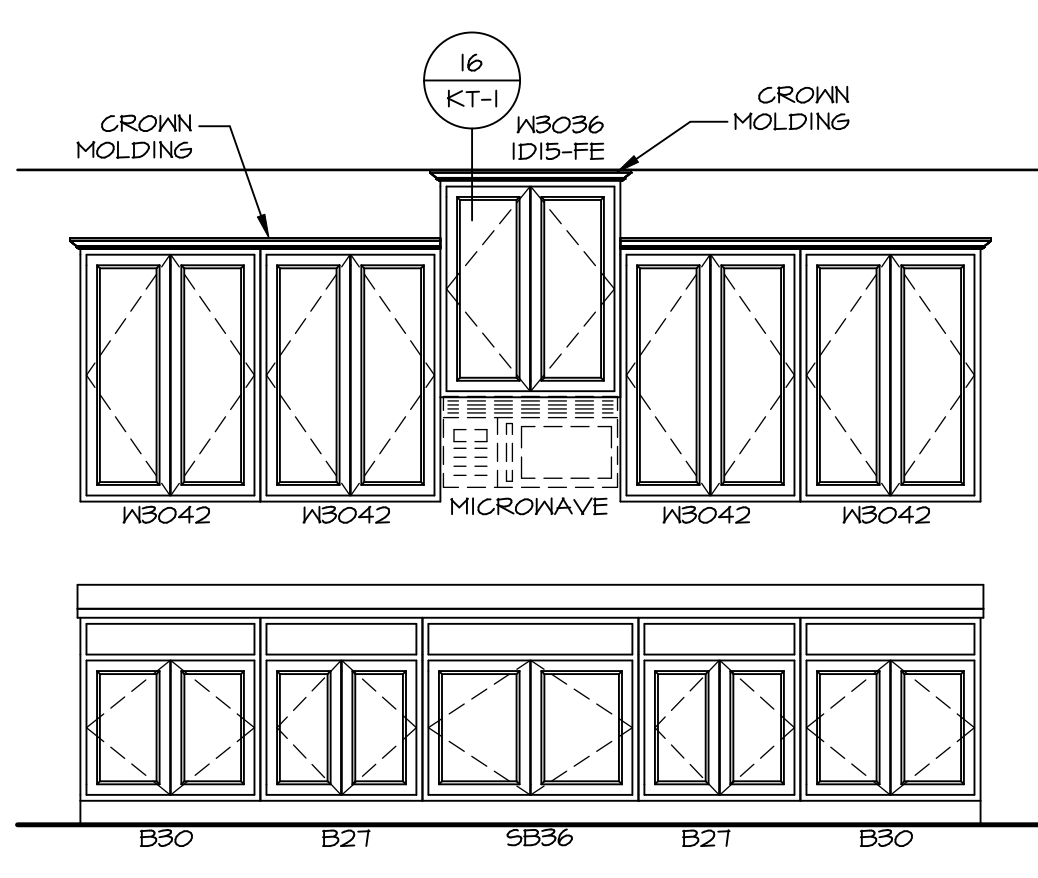 16
KT-1
CROWN
MOLDING
W3036
1D15-FE
CROWN
MOLDING
W3042
W3042
MICROWAVE
W3042
W3042
B30
B27
SB36
B27
B30